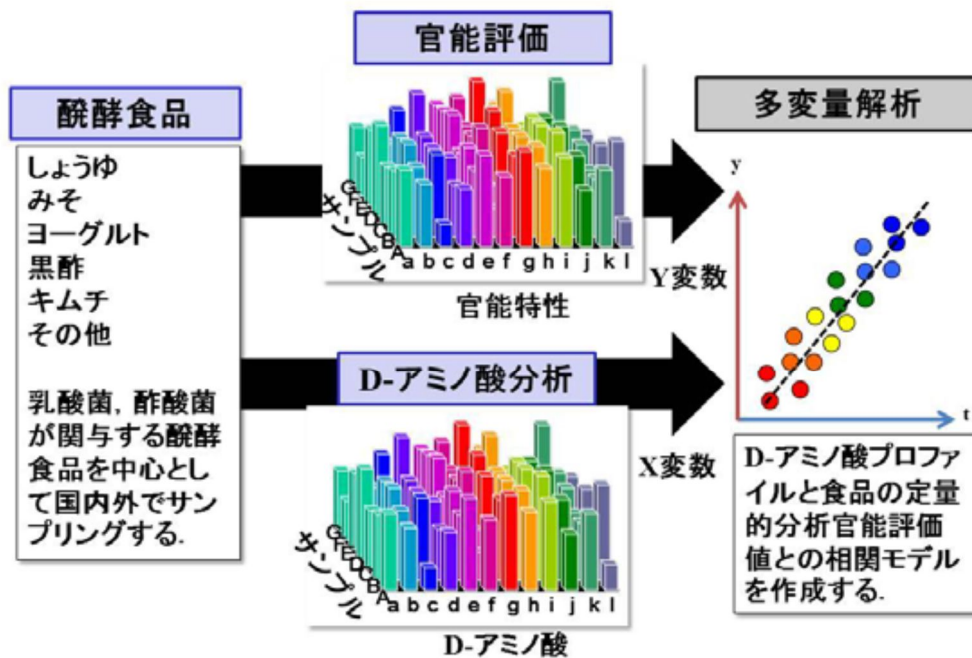 醗酵食品
しょうゆ
みそ
ヨーグルト
黒酢
キムチ
その他
乳酸菌，酢酸菌
が関与する醗酵
食品を中心とし
て国内外でサン
プリングする.
官能評価
G
F
E
D
C
B
A
サンプル
a b c d e f g h i j k l
官能特性
D-アミノ酸分析
G
F
E
D
C
B
A
サンプル
a b c d e f g h i j k l
D-アミノ酸
Y変数
X変数
多変量解析
y
t
D-アミノ酸プロファ
イルと食品の定量
的分析官能評価
値との相関モデル
を作成する.